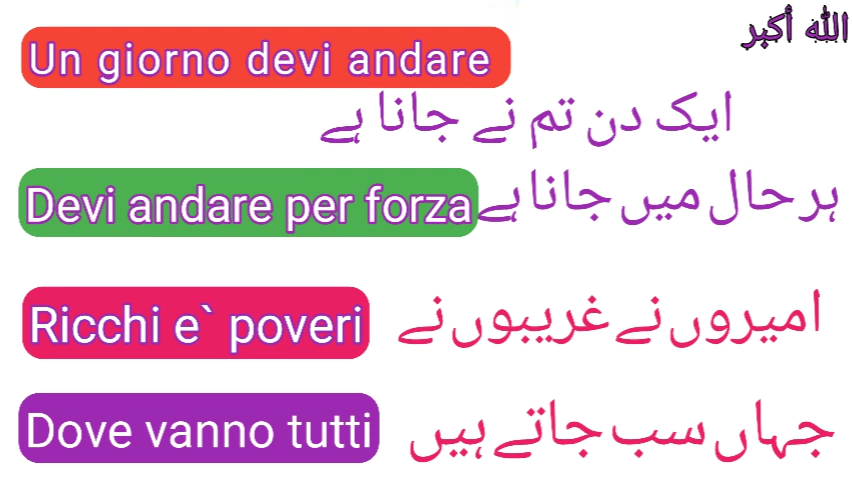 الله أكبر
Un giorno devi andare
ایک دن تم نے جانا ہے
Devi andare per forza ہر حال میں جانا ہے
Ricchi e` poveri امیروں نے غریبوں نے
Dove vanno tutti جہاں سب جاتے ہیں